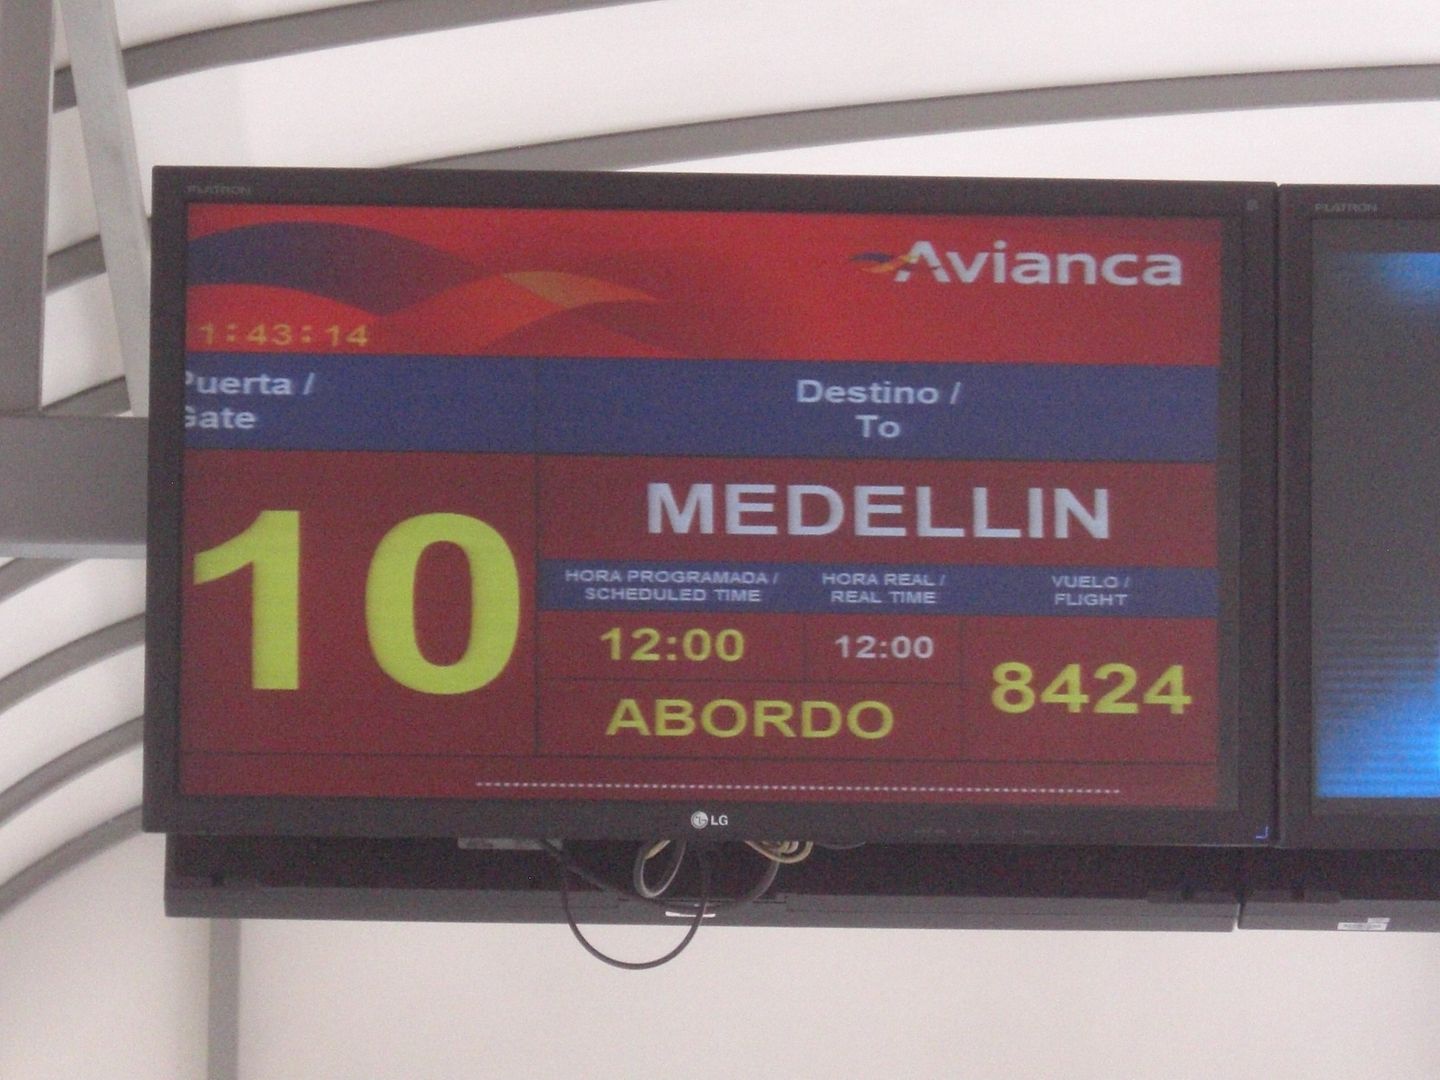 FLATRON
FLATRON
Avianca
1:43:14
Puerta /
Gate
Destino /
To
10
MEDELLIN
HORA PROGRAMADA /
SCHEDULED TIME
HORA REAL /
REAL TIME
VUELO /
FLIGHT
12:00
12:00
8424
ABORDO
LG